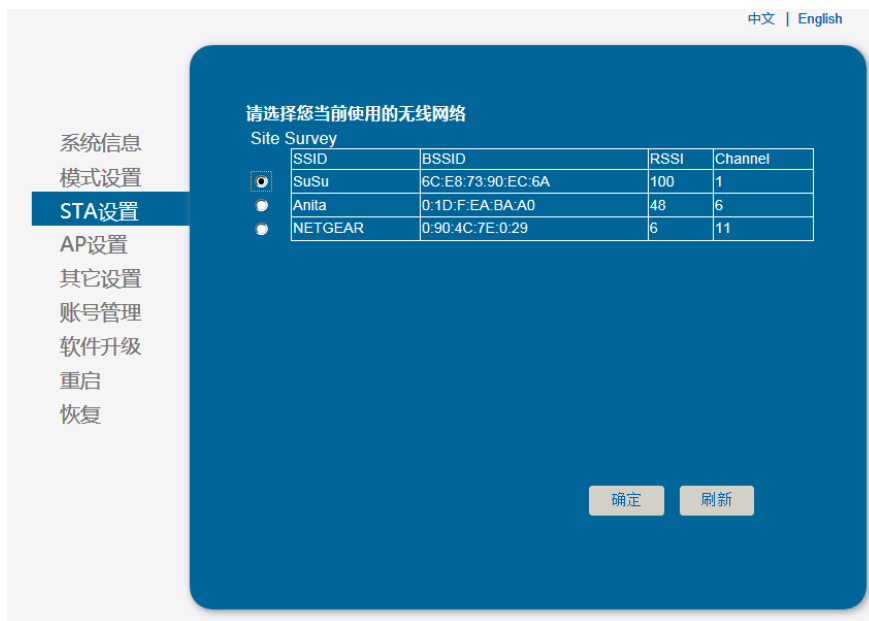 中文 | English
系统信息
模式设置
STA设置
AP设置
其它设置
账号管理
软件升级
重启
恢复
请选择您当前使用的无线网络
Site Survey
SSID BSSID RSSI Channel
SuSu 6C:E8:73:90:EC:6A 100 1
Anita 0:1D:F:EA:BA:A0 48 6
NETGEAR 0:90:4C:7E:0:29 6 11
确定 刷新